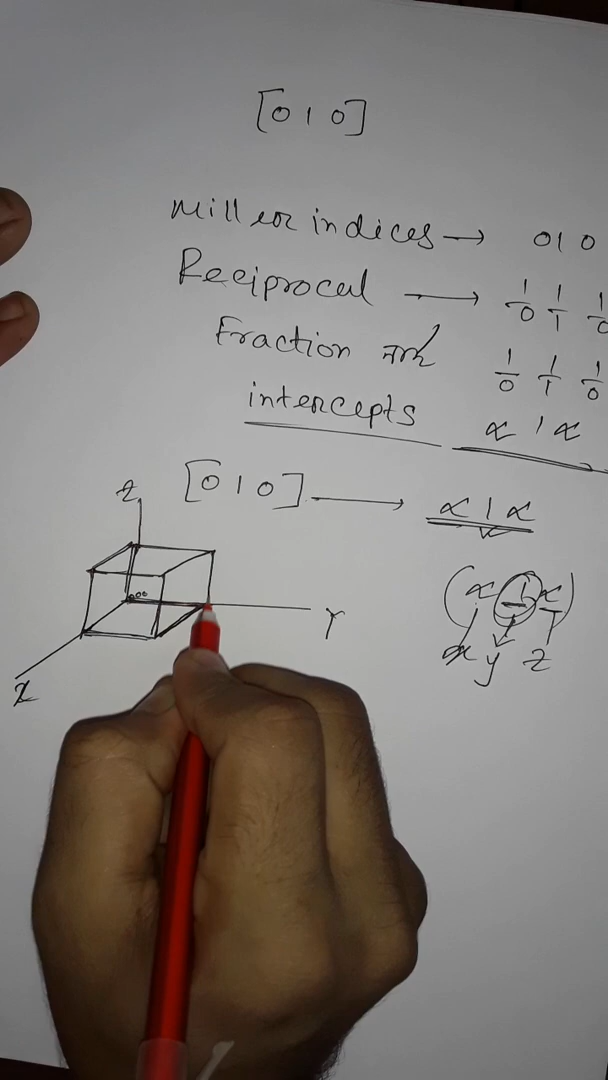 [0 1 0]
Miller indices → 0 1 0
Reciprocal → 1/0 1/1 1/0
Fraction 1/0 1/1 1/0
intercepts ∝ 1 ∝
[0 1 0] → ∝ 1 ∝
Z
000
Y
X
(∝ 1 ∝)
x y z